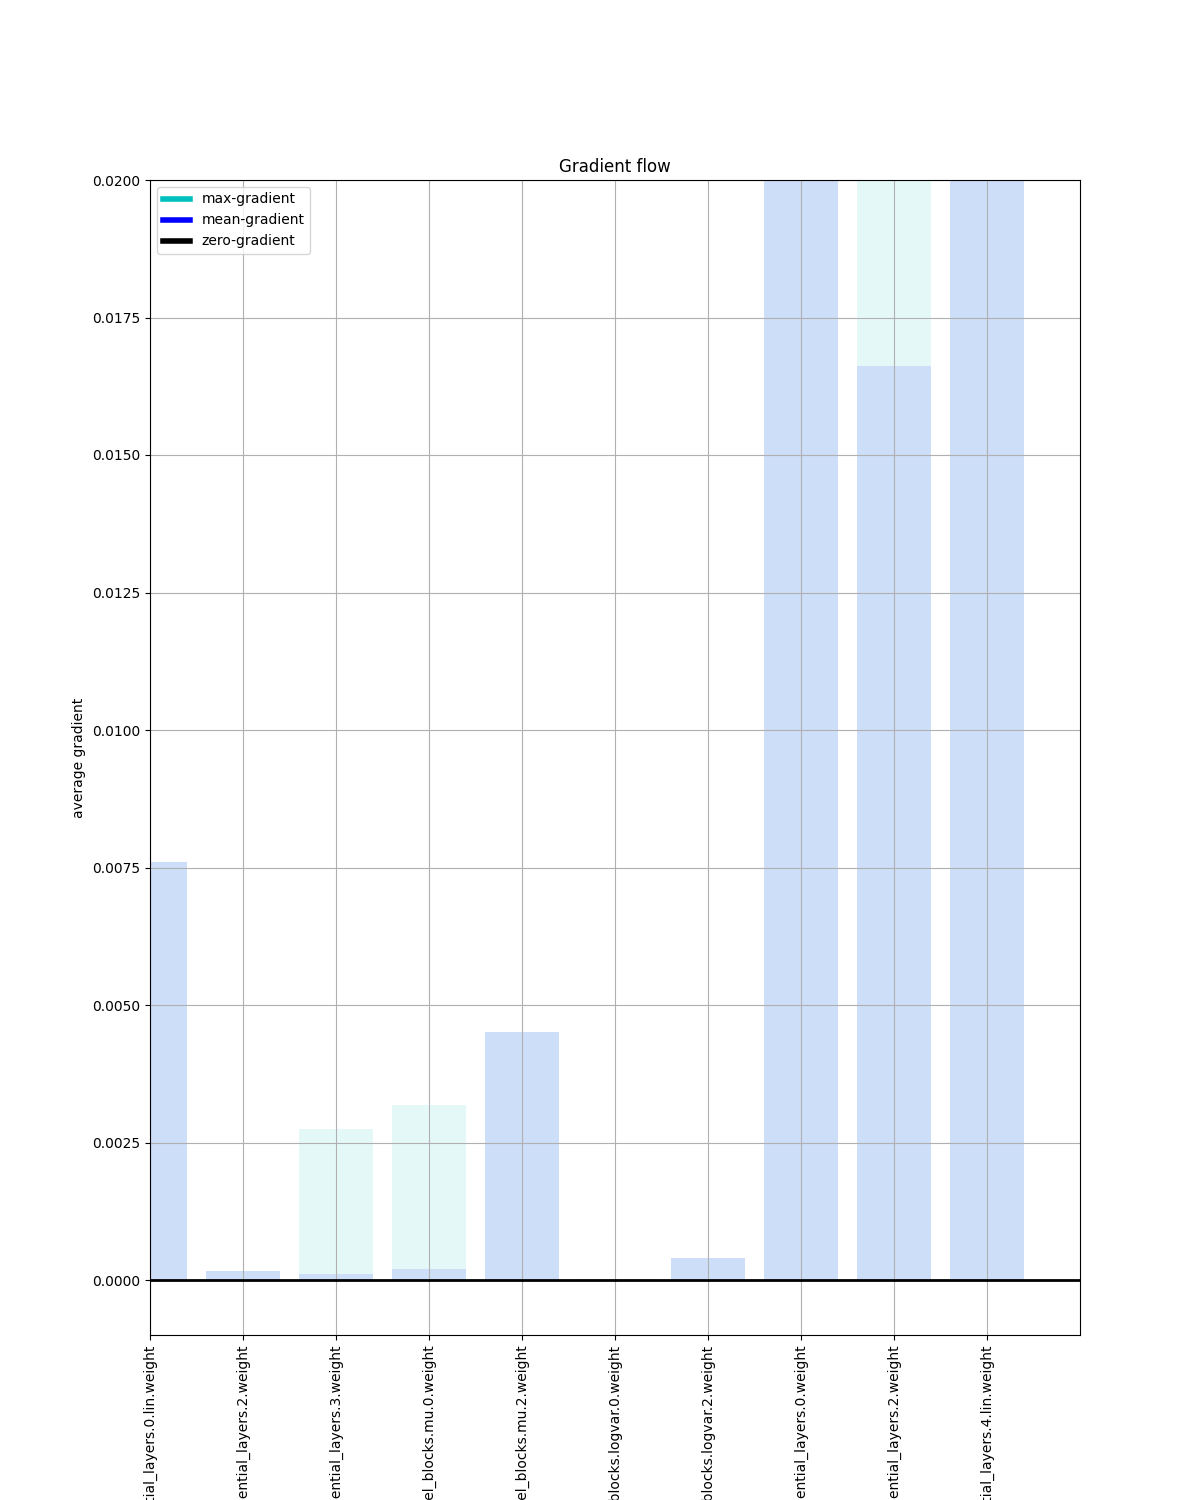 Gradient flow
max-gradient
mean-gradient
zero-gradient
0.0200
0.0175
0.0150
0.0125
0.0100
0.0075
0.0050
0.0025
0.0000
average gradient
tial_layers.0.lin.weight
ential_layers.2.weight
ential_layers.3.weight
el_blocks.mu.0.weight
el_blocks.mu.2.weight
blocks.logvar.0.weight
blocks.logvar.2.weight
ential_layers.0.weight
ential_layers.2.weight
tial_layers.4.lin.weight